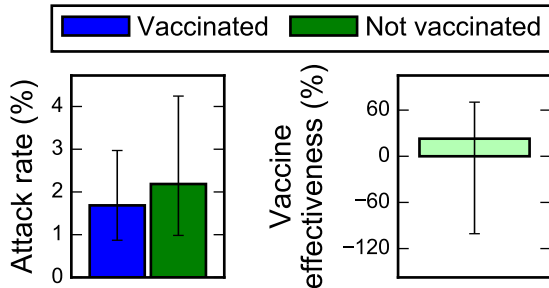 Vaccinated Not vaccinated
Attack rate (%)
4
3
2
1
0
Vaccine
effectiveness (%)
60
0
−60
−120